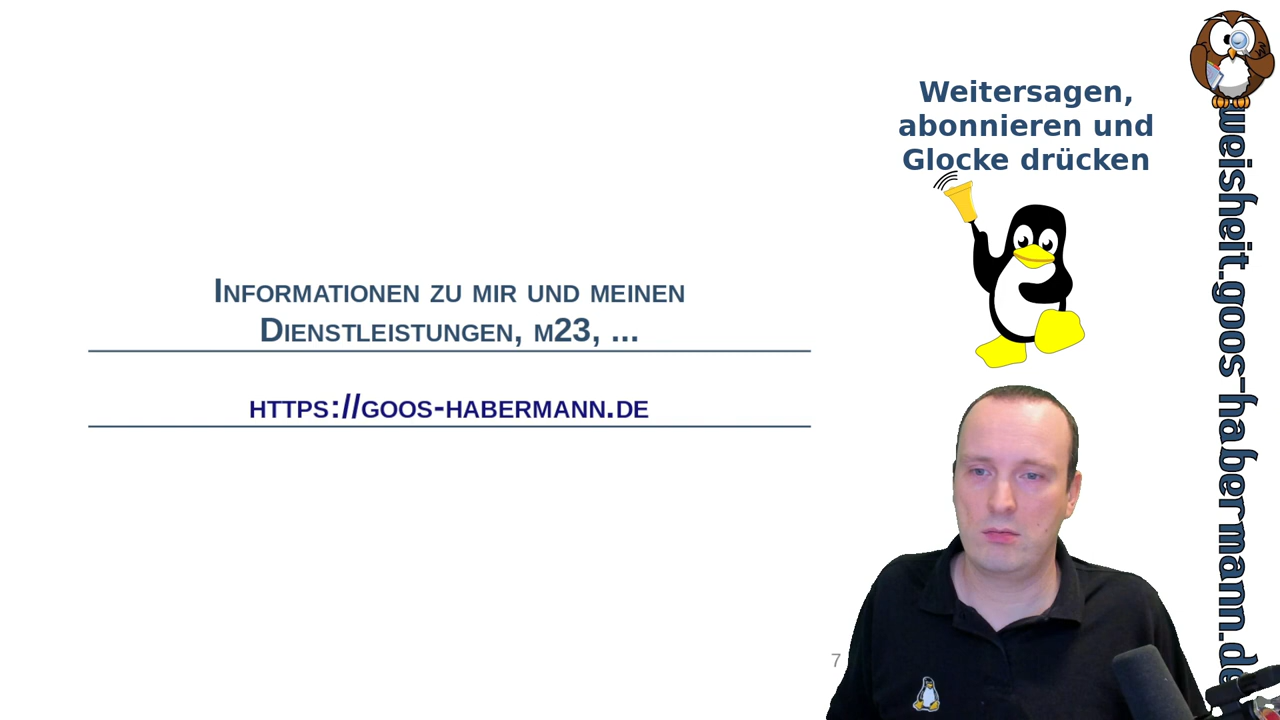 Weitersagen,
abonnieren und
Glocke drücken
Informationen zu mir und meinen
Dienstleistungen, m23, ...
https://goos-habermann.de
7
weisheit.goos-habermann.de